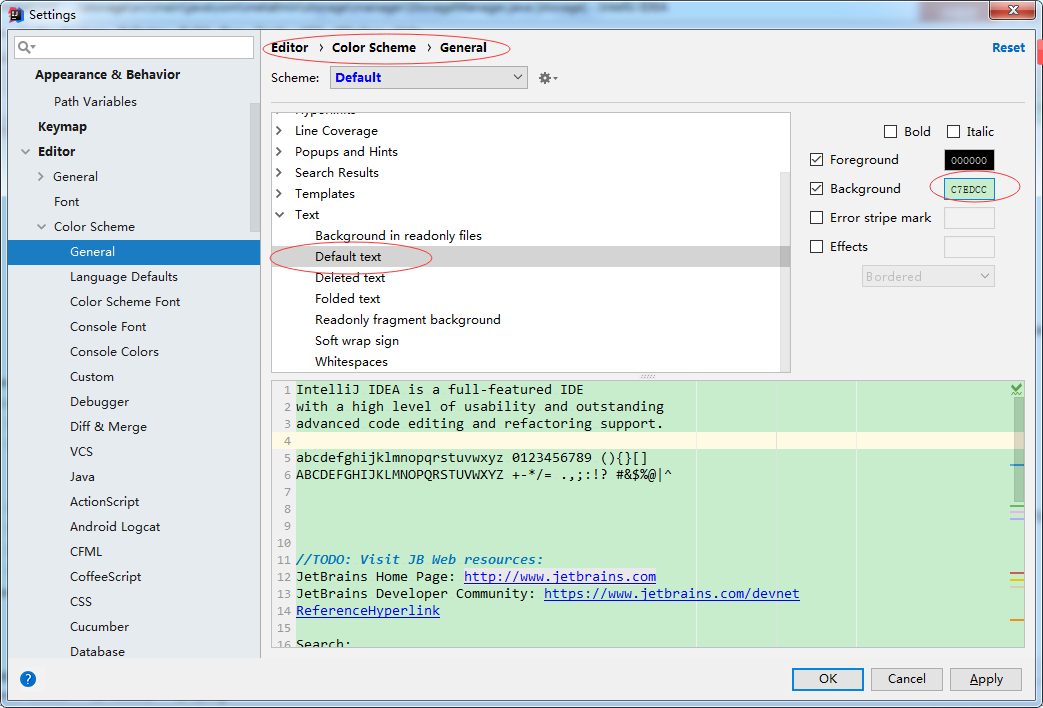 Settings
Appearance & Behavior
Path Variables
Keymap
Editor
General
Font
Color Scheme
General
Language Defaults
Color Scheme Font
Console Font
Console Colors
Custom
Debugger
Diff & Merge
VCS
Java
ActionScript
Android Logcat
CFML
CoffeeScript
CSS
Cucumber
Database
Editor › Color Scheme › General
Reset
Scheme: Default
Hyperlinks
Line Coverage
Popups and Hints
Search Results
Templates
Text
Background in readonly files
Default text
Deleted text
Folded text
Readonly fragment background
Soft wrap sign
Whitespaces
Bold Italic
Foreground 000000
Background C7EDCC
Error stripe mark
Effects
Bordered
1 IntelliJ IDEA is a full-featured IDE
2 with a high level of usability and outstanding
3 advanced code editing and refactoring support.
4
5 abcdefghijklmnopqrstuvwxyz 0123456789 (){}[]
6 ABCDEFGHIJKLMNOPQRSTUVWXYZ +-*/= .,;:!? #&$%@|^
7
8
9
10
11 //TODO: Visit JB Web resources:
12 JetBrains Home Page: http://www.jetbrains.com
13 JetBrains Developer Community: https://www.jetbrains.com/devnet
14 ReferenceHyperlink
15
16 Search:
?
OK Cancel Apply